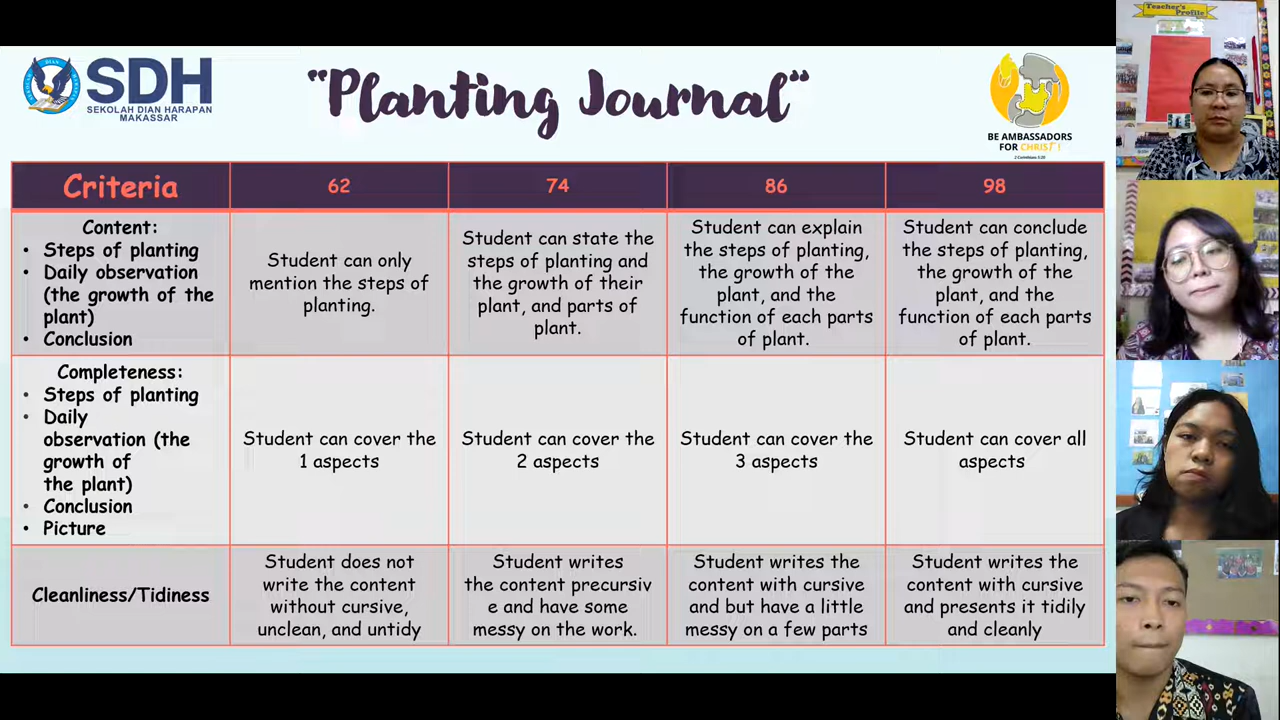 SDH
SEKOLAH DIAN HARAPAN
MAKASSAR
"Planting Journal"
BE AMBASSADORS
FOR CHRIST !
2 Corinthians 5:20
Teacher's
Profile
Criteria
62
74
86
98
Content:
• Steps of planting
• Daily observation
(the growth of the
plant)
• Conclusion
Student can only
mention the steps of
planting.
Student can state the
steps of planting and
the growth of their
plant, and parts of
plant.
Student can explain
the steps of planting,
the growth of the
plant, and the
function of each parts
of plant.
Student can conclude
the steps of planting,
the growth of the
plant, and the
function of each parts
of plant.
Completeness:
• Steps of planting
• Daily
observation (the
growth of
the plant)
• Conclusion
• Picture
Student can cover the
1 aspects
Student can cover the
2 aspects
Student can cover the
3 aspects
Student can cover all
aspects
Cleanliness/Tidiness
Student does not
write the content
without cursive,
unclean, and untidy
Student writes
the content precursiv
e and have some
messy on the work.
Student writes the
content with cursive
and but have a little
messy on a few parts
Student writes the
content with cursive
and presents it tidily
and cleanly